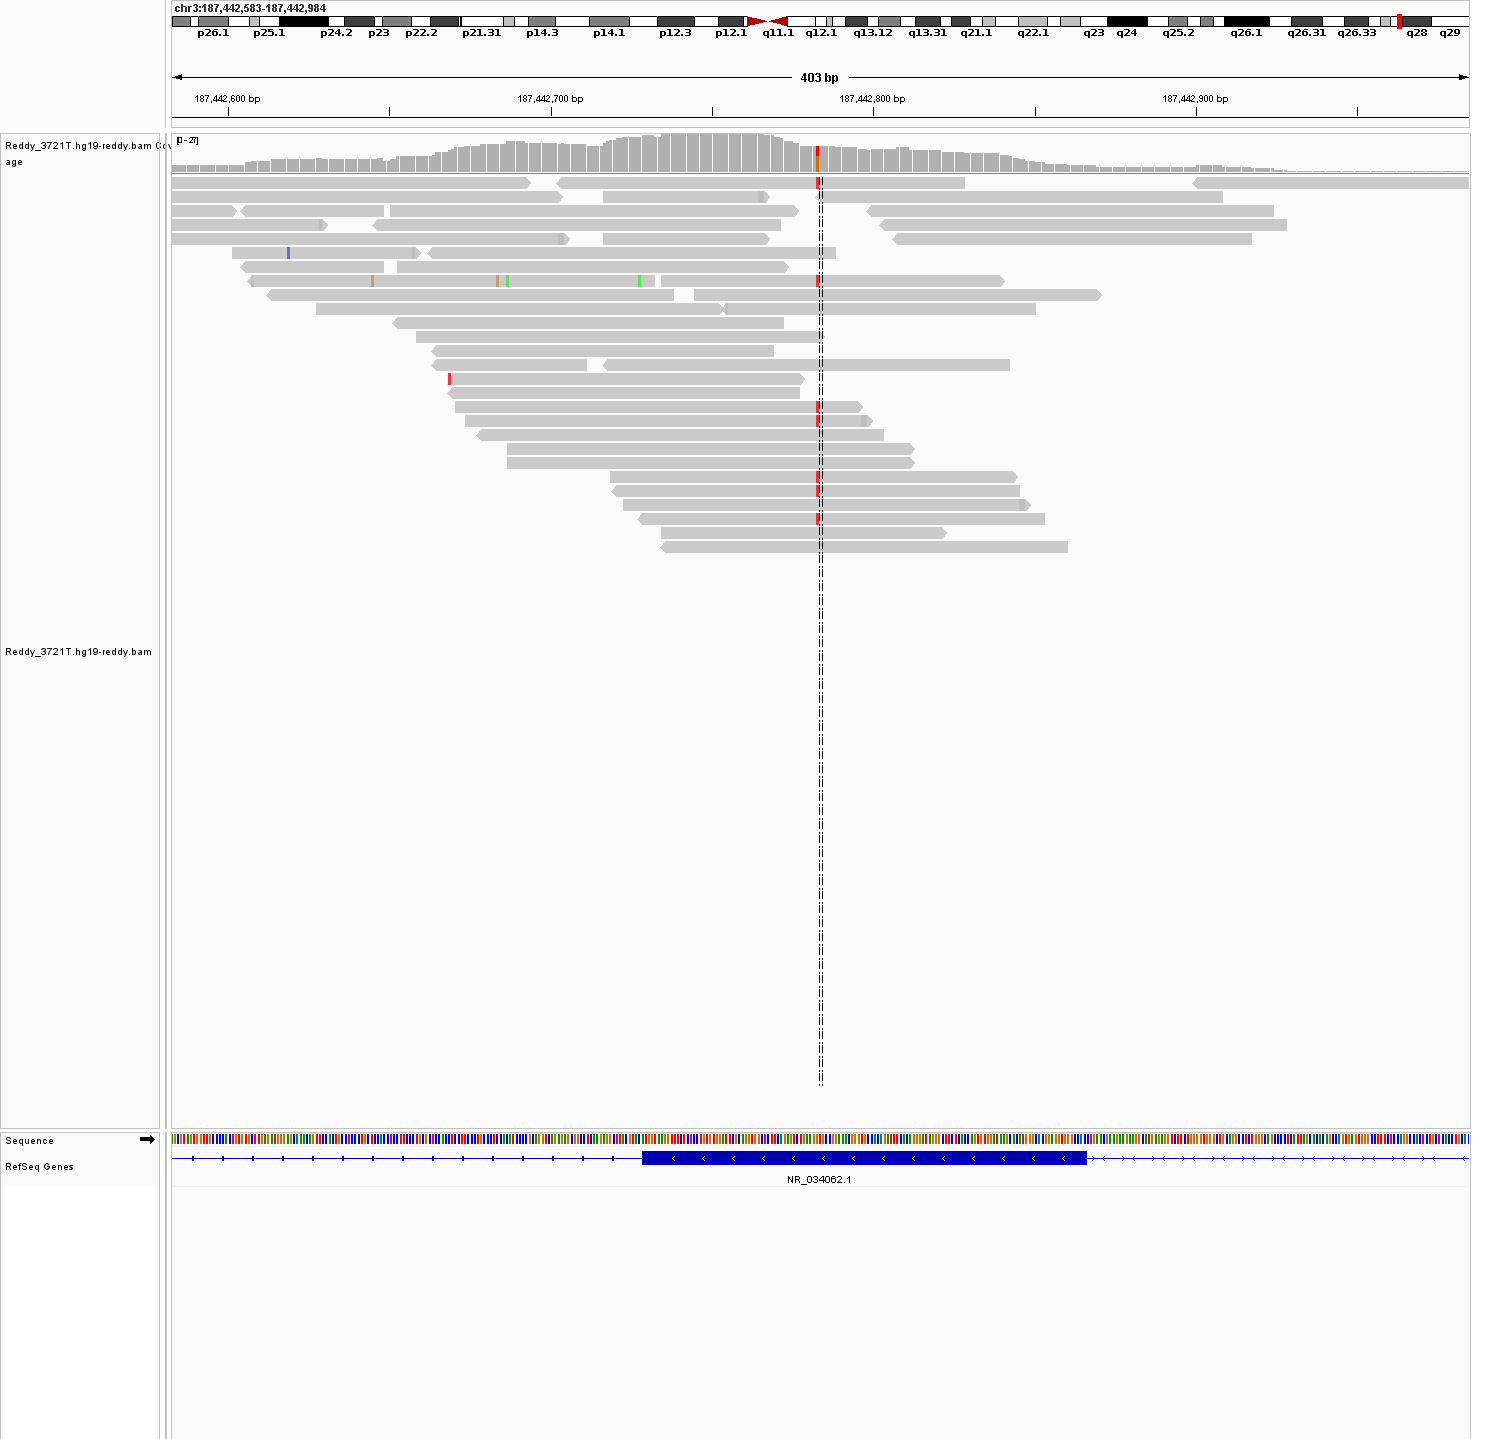 chr3:187,442,583-187,442,984
p26.1 p25.1 p24.2 p23 p22.2 p21.31 p14.3 p14.1 p12.3 p12.1 q11.1 q12.1 q13.12 q13.31 q21.1 q22.1 q23 q24 q25.2 q26.1 q26.31 q26.33 q28 q29
403 bp
187,442,600 bp 187,442,700 bp 187,442,800 bp 187,442,900 bp
Reddy_3721T.hg19-reddy.bam Cov
age
[0 - 27]
Reddy_3721T.hg19-reddy.bam
Sequence
RefSeq Genes
NR_034062.1